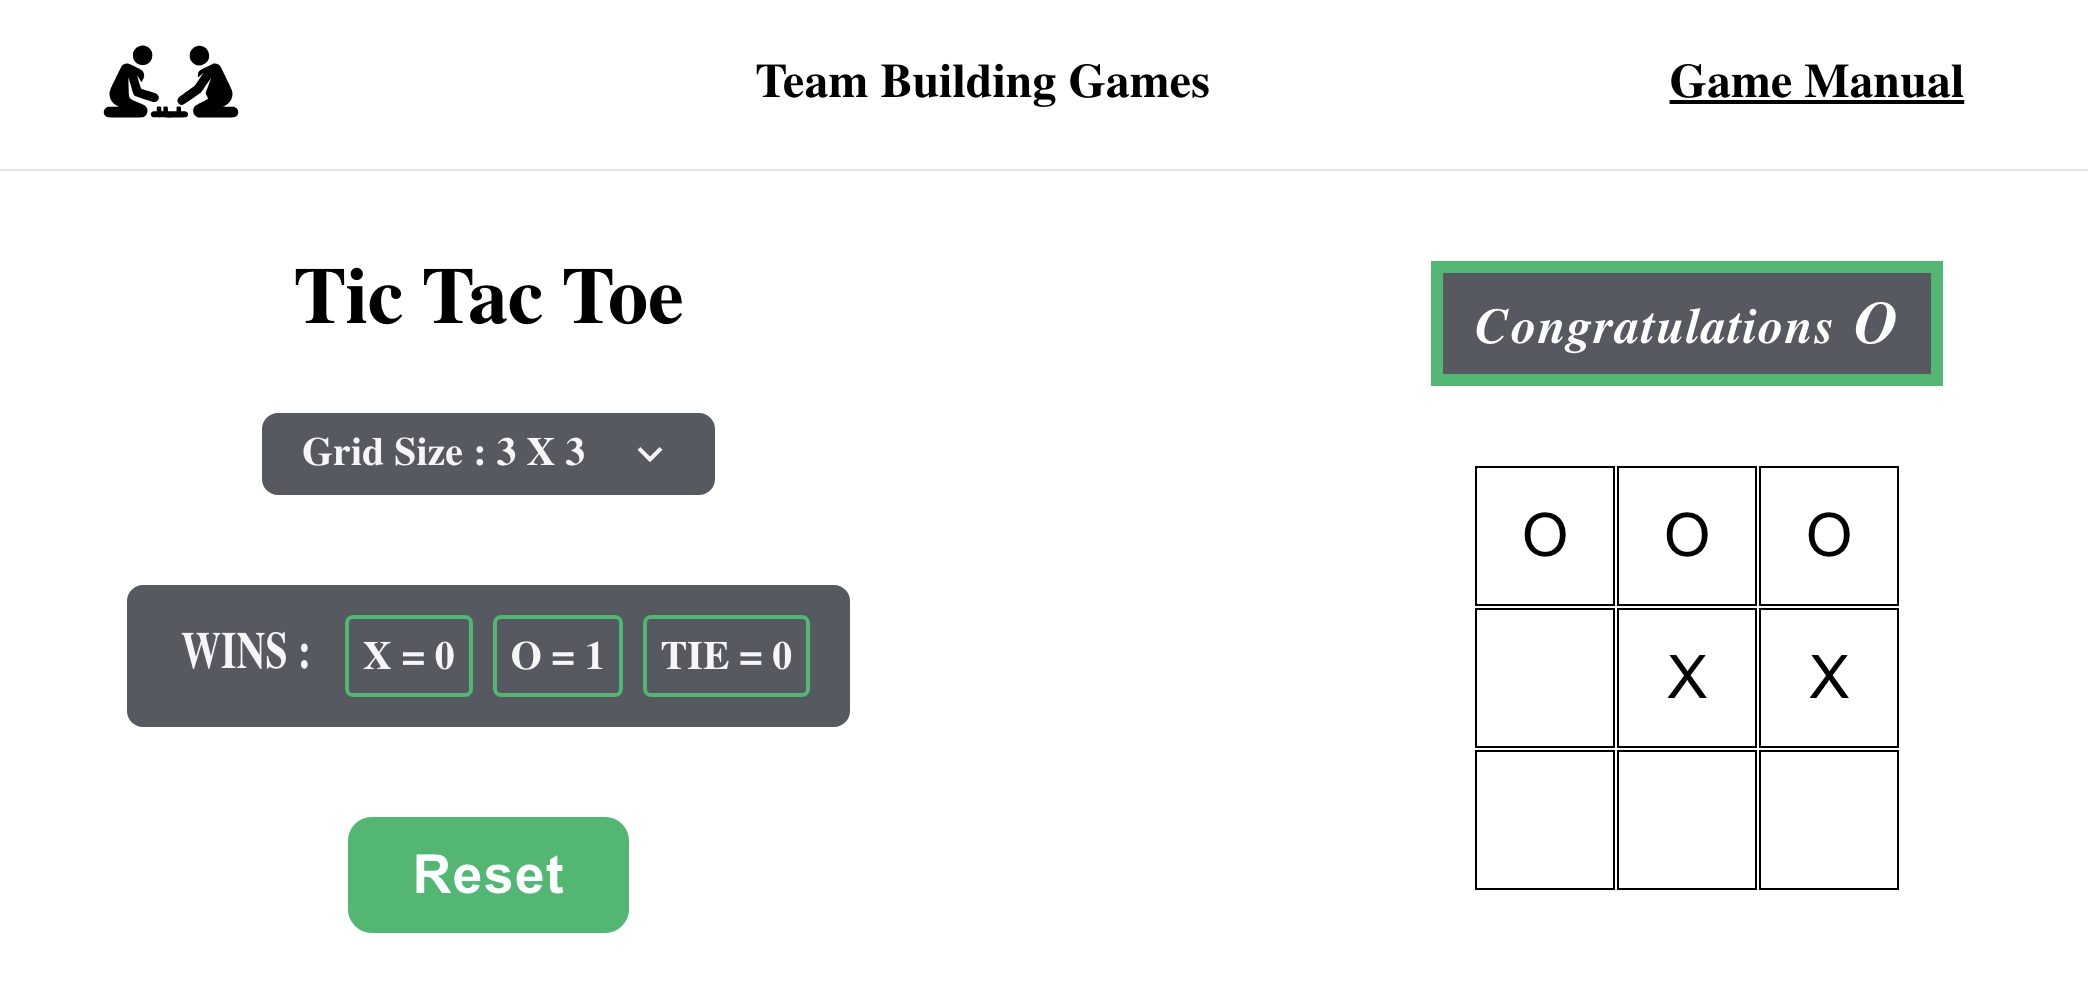 Team Building Games
Game Manual
Tic Tac Toe
Grid Size : 3 X 3
WINS :
X = 0
O = 1
TIE = 0
Reset
Congratulations O
O O O
X X